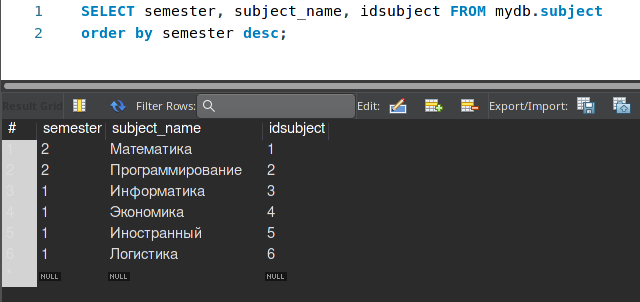 1 SELECT semester, subject_name, idsubject FROM mydb.subject
2 order by semester desc;
Result Grid Filter Rows: Edit: Export/Import:
# semester subject_name idsubject
1 2 Математика 1
2 2 Программирование 2
3 1 Информатика 3
4 1 Экономика 4
5 1 Иностранный 5
6 1 Логистика 6
* NULL NULL NULL